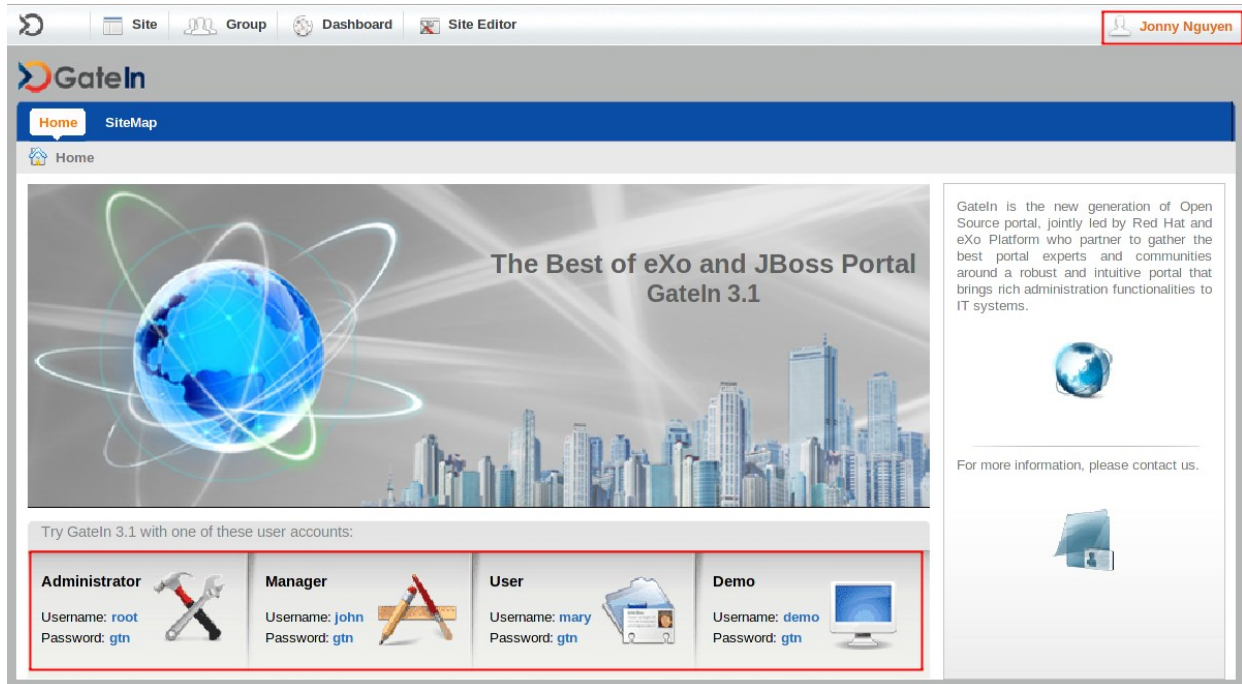 Site Group Dashboard Site Editor Jonny Nguyen
GateIn
Home SiteMap
Home
The Best of eXo and JBoss Portal
GateIn 3.1
GateIn is the new generation of Open
Source portal, jointly led by Red Hat and
eXo Platform who partner to gather the
best portal experts and communities
around a robust and intuitive portal that
brings rich administration functionalities to
IT systems.
For more information, please contact us.
Try GateIn 3.1 with one of these user accounts:
Administrator
Username: root
Password: gtn
Manager
Username: john
Password: gtn
User
Username: mary
Password: gtn
Demo
Username: demo
Password: gtn